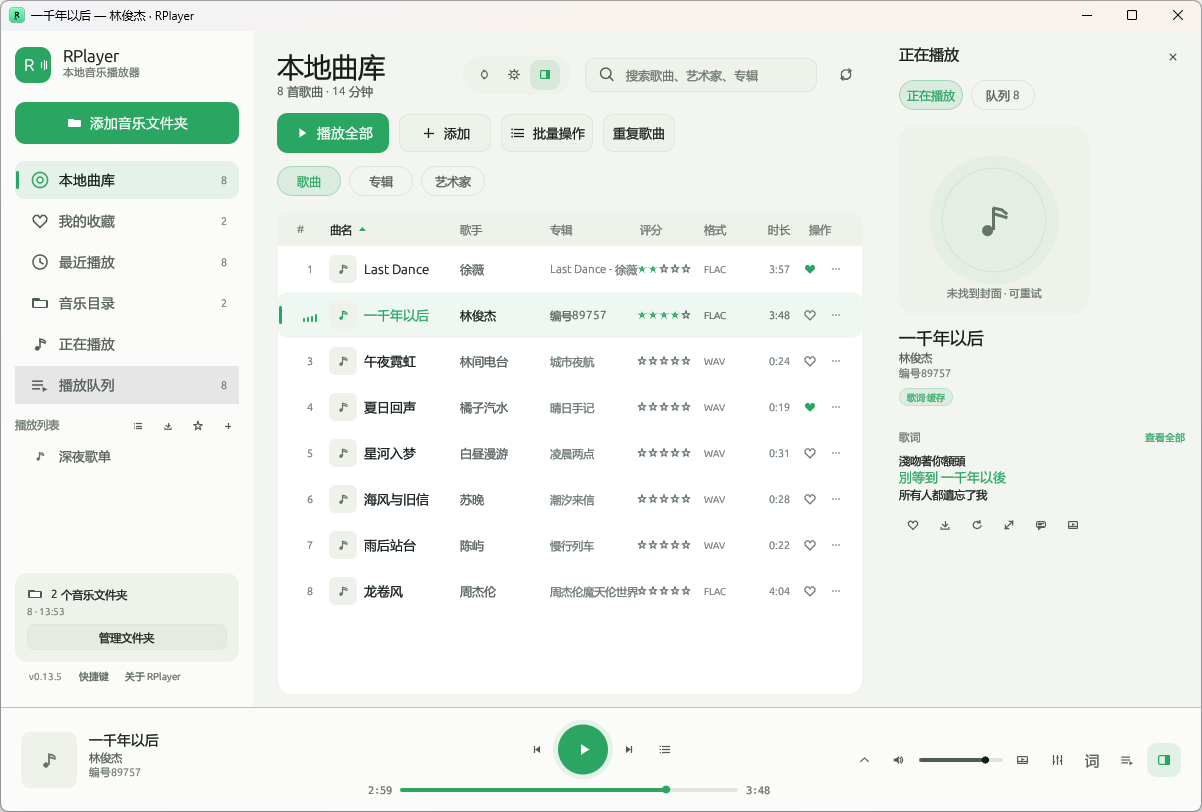 R 一千年以后 — 林俊杰 · RPlayer
R RPlayer
本地音乐播放器
添加音乐文件夹
本地曲库 8
我的收藏 2
最近播放 8
音乐目录 2
正在播放
播放队列 8
播放列表
深夜歌单
2 个音乐文件夹
8 · 13:53
管理文件夹
v0.13.5 快捷键 关于 RPlayer
本地曲库
8 首歌曲 · 14 分钟
搜索歌曲、艺术家、专辑
播放全部 添加 批量操作 重复歌曲
歌曲 专辑 艺术家
# 曲名 歌手 专辑 评分 格式 时长 操作
1 Last Dance 徐薇 Last Dance - 徐薇 ★★☆☆☆ FLAC 3:57
一千年以后 林俊杰 编号89757 ★★★★☆ FLAC 3:48
3 午夜霓虹 林间电台 城市夜航 ☆☆☆☆☆ WAV 0:24
4 夏日回声 橘子汽水 晴日手记 ☆☆☆☆☆ WAV 0:19
5 星河入梦 白昼漫游 凌晨两点 ☆☆☆☆☆ WAV 0:31
6 海风与旧信 苏晚 潮汐来信 ☆☆☆☆☆ WAV 0:28
7 雨后站台 陈屿 慢行列车 ☆☆☆☆☆ WAV 0:22
8 龙卷风 周杰伦 周杰伦魔天伦世界 ☆☆☆☆☆ FLAC 4:04
正在播放
正在播放 队列 8
未找到封面 · 可重试
一千年以后
林俊杰
编号89757
歌词·缓存
歌词 查看全部
淺吻著你額頭
別等到 一千年以後
所有人都遺忘了我
一千年以后
林俊杰
编号89757
2:59 3:48
词